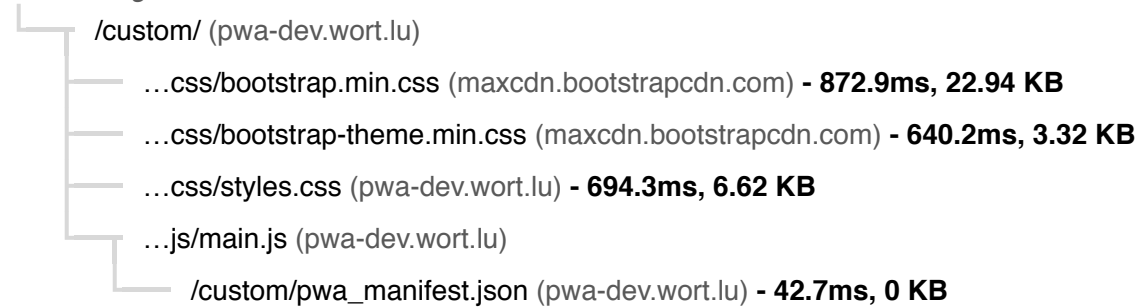 /custom/ (pwa-dev.wort.lu)
…css/bootstrap.min.css (maxcdn.bootstrapcdn.com) - 872.9ms, 22.94 KB
…css/bootstrap-theme.min.css (maxcdn.bootstrapcdn.com) - 640.2ms, 3.32 KB
…css/styles.css (pwa-dev.wort.lu) - 694.3ms, 6.62 KB
…js/main.js (pwa-dev.wort.lu)
/custom/pwa_manifest.json (pwa-dev.wort.lu) - 42.7ms, 0 KB